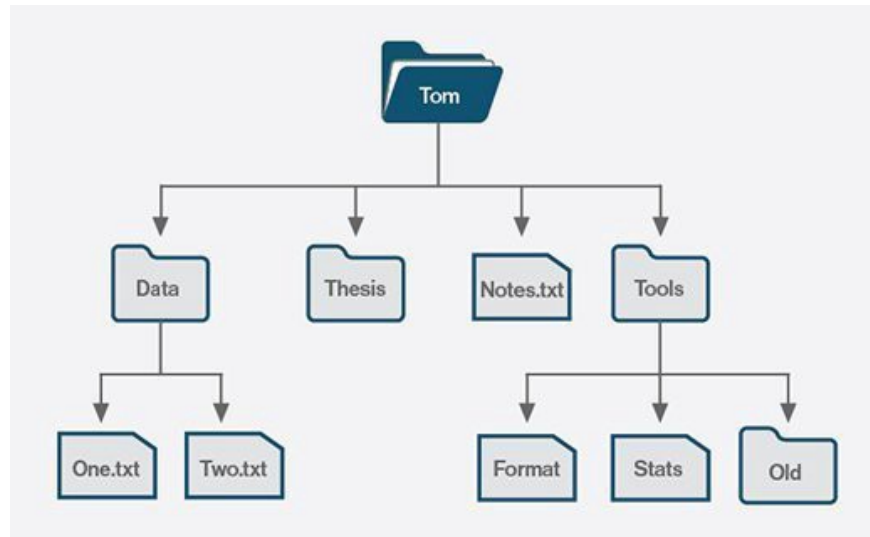 Tom
Data
Thesis
Notes.txt
Tools
One.txt
Two.txt
Format
Stats
Old